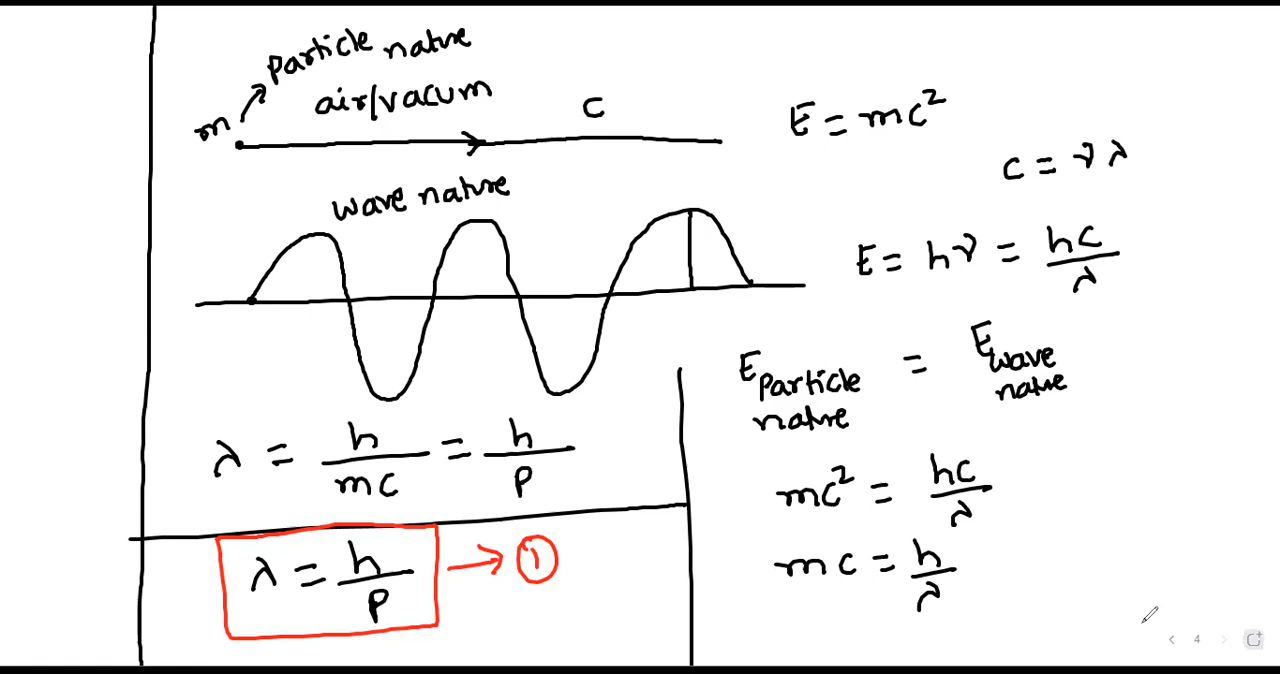 Particle nature
m
air/vacum
C
wave nature
λ = h/mc = h/p
λ = h/p → ①
E = mc²
c = νλ
E = hν = hc/λ
E Particle nature = E wave nature
mc² = hc/λ
mc = h/λ
4